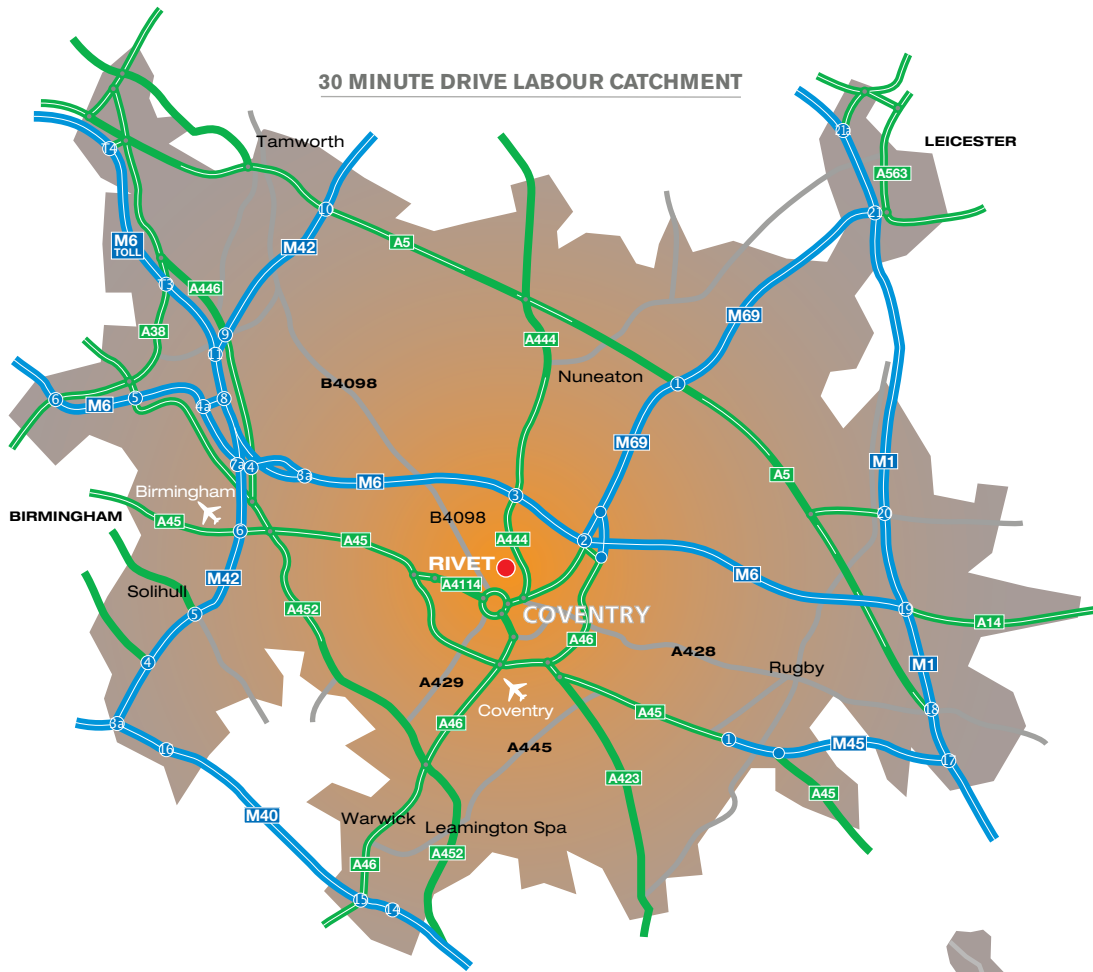 30 MINUTE DRIVE LABOUR CATCHMENT
21a
LEICESTER
Tamworth
T4
A563
10
21
M6
TOLL
M42
A5
T3
A446
M69
A38
9
A444
11
Nuneaton
1
B4098
6
M6
5
4a
8
M69
M1
7a
4
3a
M6
A5
Birmingham
3
20
BIRMINGHAM
A45
6
A45
B4098
A444
2
RIVET
M6
M42
A4114
Solihull
A452
5
COVENTRY
19
A14
A46
A428
4
Rugby
M1
A429
Coventry
3a
A46
A45
18
16
A445
1
M45
17
A423
A45
M40
Warwick
Leamington Spa
A46
A452
15
14